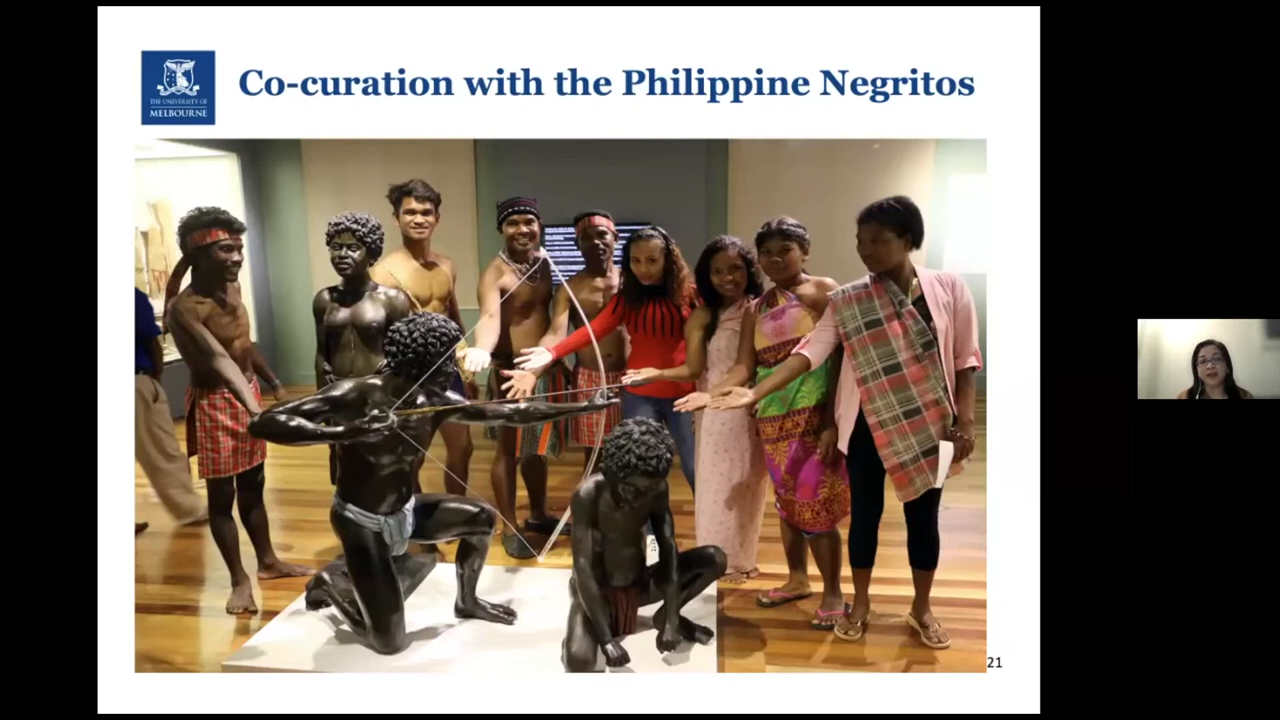 Co-curation with the Philippine Negritos
THE UNIVERSITY OF
MELBOURNE
21